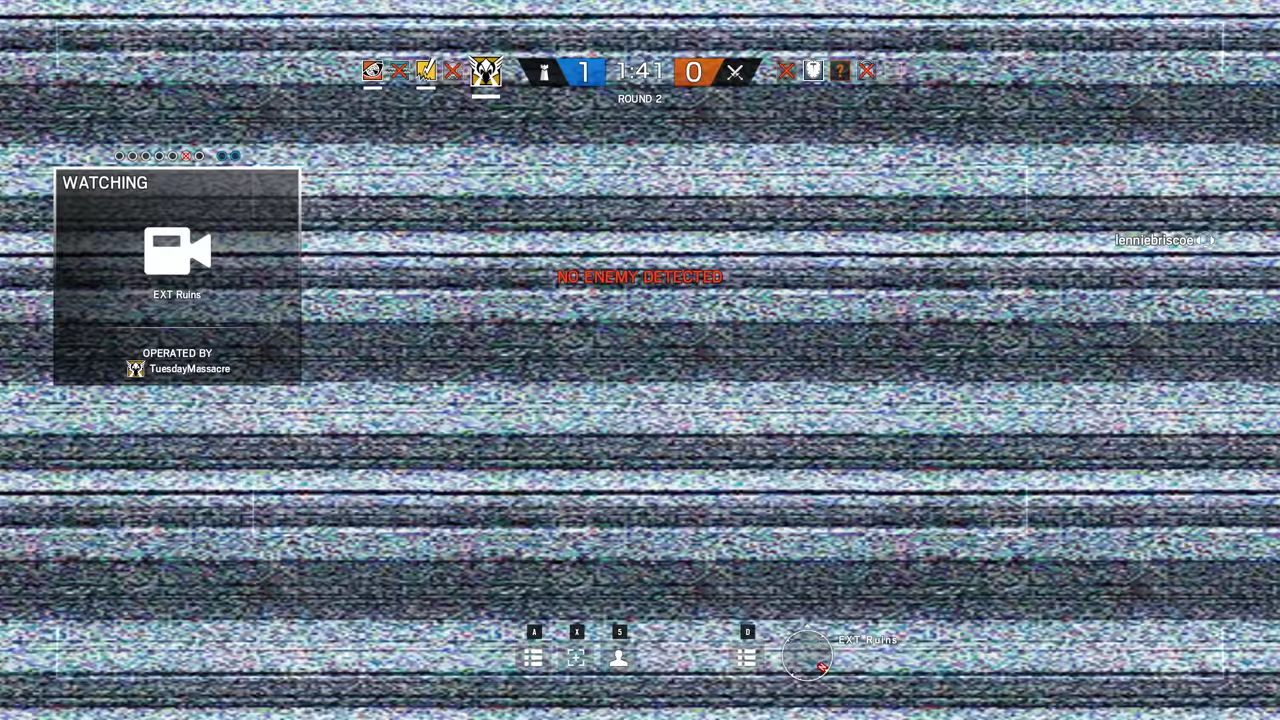 1 1:41 0
ROUND 2
?
WATCHING
EXT Ruins
OPERATED BY
TuesdayMassacre
lenniebriscoe
NO ENEMY DETECTED
A X 5 D
EXT Ruins
N